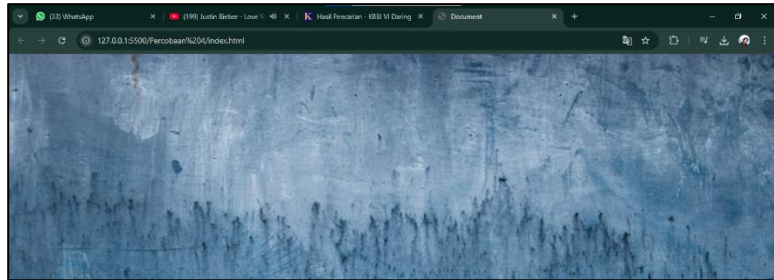 (33) WhatsApp
(199) Justin Bieber - Love
Hasil Pencarian - KBBI VI Daring
Document
127.0.0.1:5500/Percobaan%204/index.html